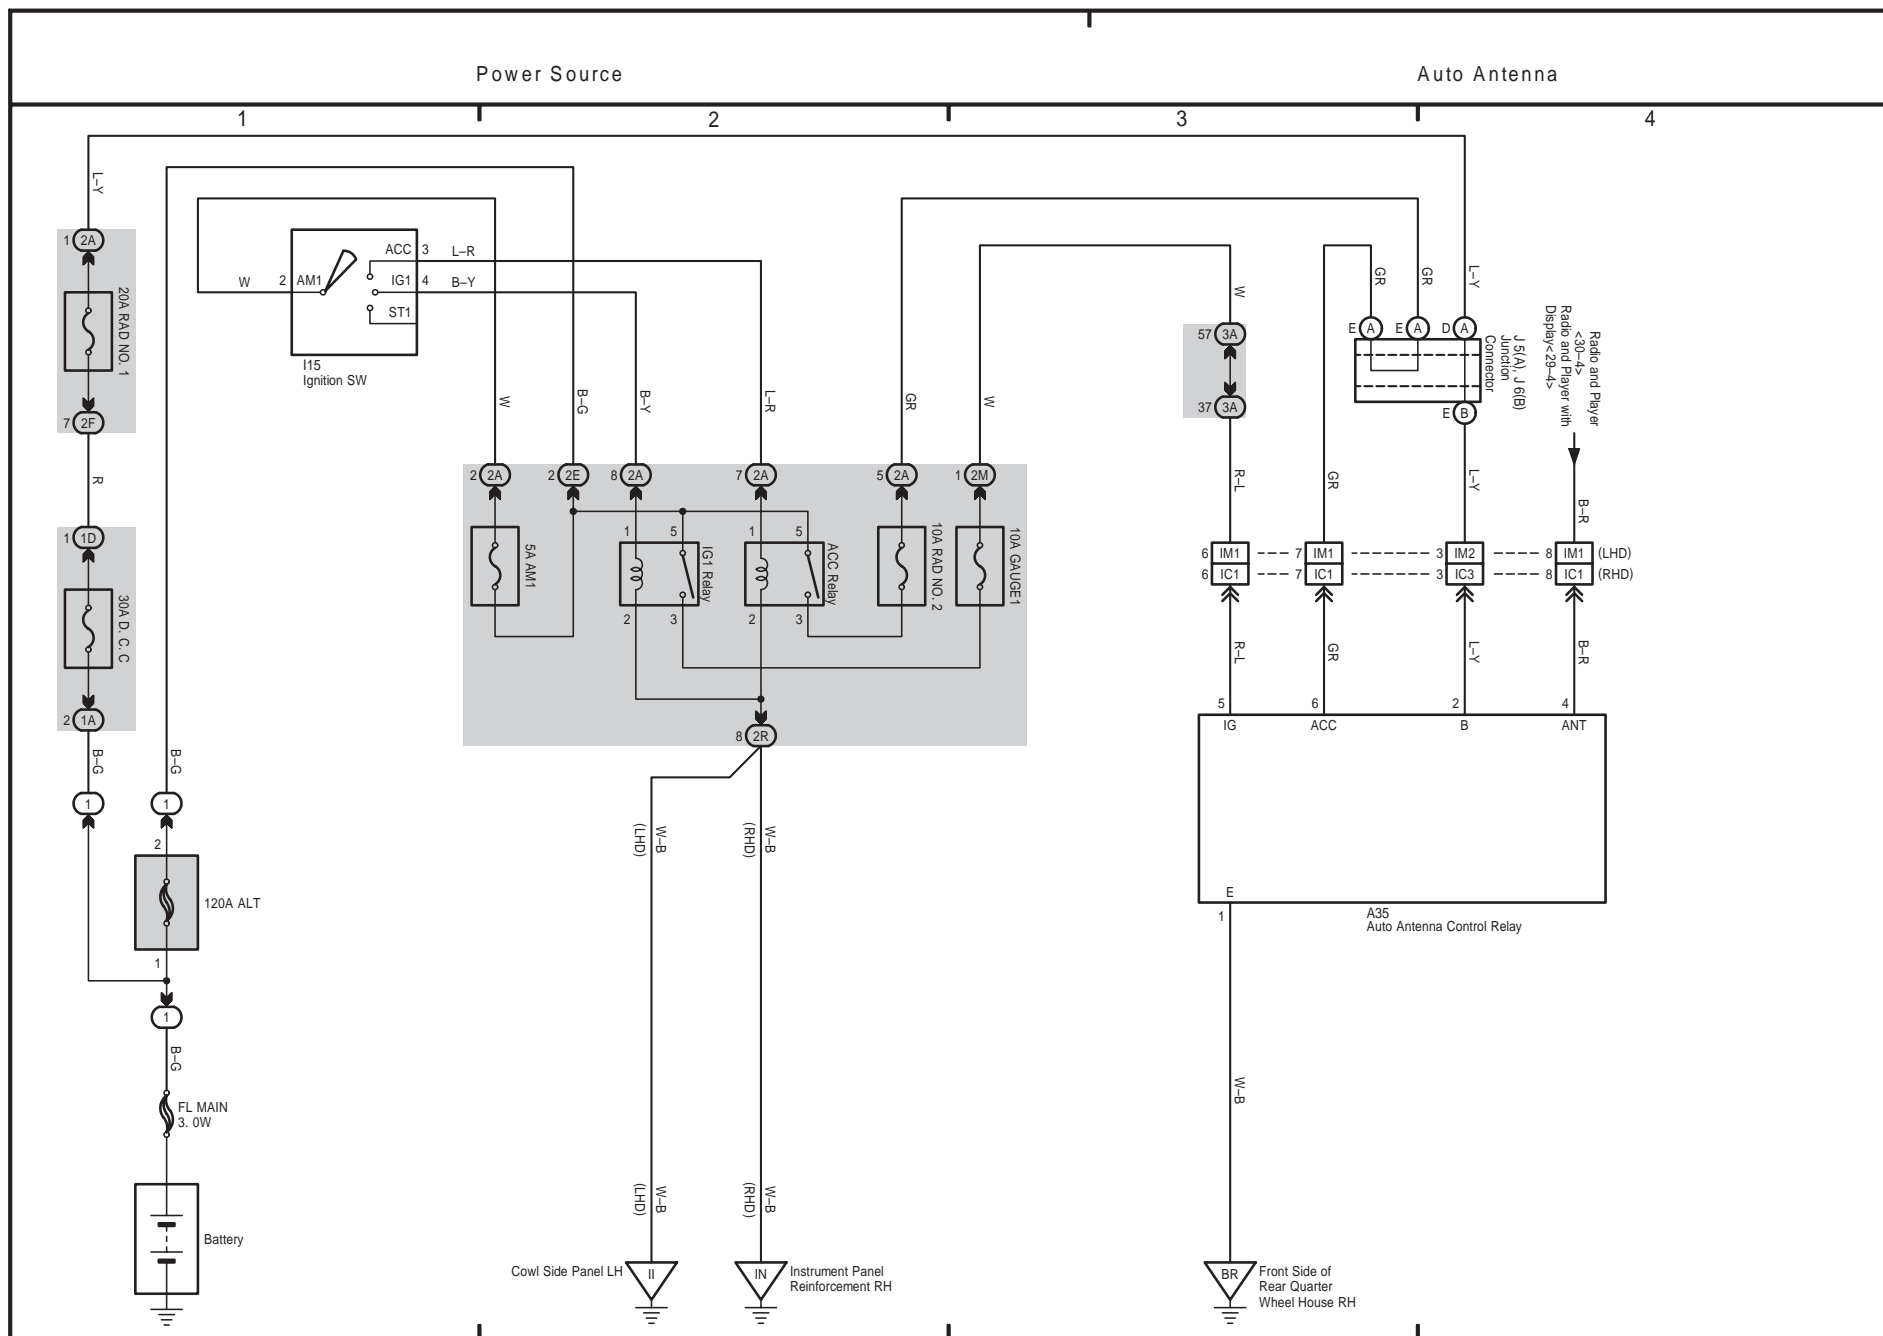 Power Source
Auto Antenna
1
2
3
4
L–Y
1
2A
20A RAD NO. 1
7
2F
R
1
1D
30A D. C. C
2
1A
B–G
1
B–G
1
2
120A ALT
1
1
B–G
FL MAIN
3. 0W
Battery
W
2
AM1
ACC
3
L–R
IG1
4
B–Y
ST1
I15
Ignition SW
W
B–G
B–Y
L–R
GR
W
2
2A
2
2E
8
2A
7
2A
5
2A
1
2M
5A AM1
1
5
IG1 Relay
2
3
1
5
ACC Relay
2
3
10A RAD NO. 2
10A GAUGE1
8
2R
W–B
(LHD)
W–B
(RHD)
W–B
(LHD)
W–B
(RHD)
Cowl Side Panel LH
II
IN
Instrument Panel
Reinforcement RH
W
57
3A
37
3A
R–L
GR
GR
L–Y
E
A
E
A
D
A
J 5(A), J 6(B)
Junction
Connector
E
B
Radio and Player
<30–4>
Radio and Player with
Display<29–4>
GR
L–Y
B–R
6
IM1
7
IM1
3
IM2
8
IM1
(LHD)
6
IC1
7
IC1
3
IC3
8
IC1
(RHD)
R–L
GR
L–Y
B–R
5
6
2
4
IG
ACC
B
ANT
E
1
A35
Auto Antenna Control Relay
W–B
BR
Front Side of
Rear Quarter
Wheel House RH